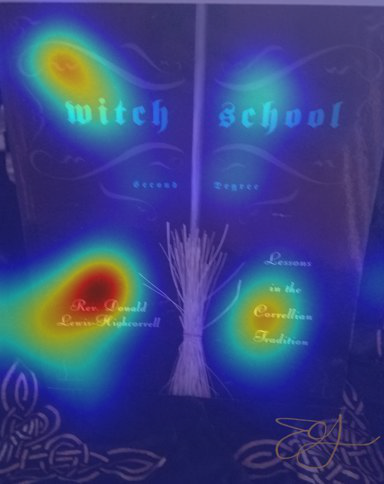 witch school
Second Degree
Lessons
in the
Correllian
Tradition
Rev. Donald
Lewis-Highcorrell